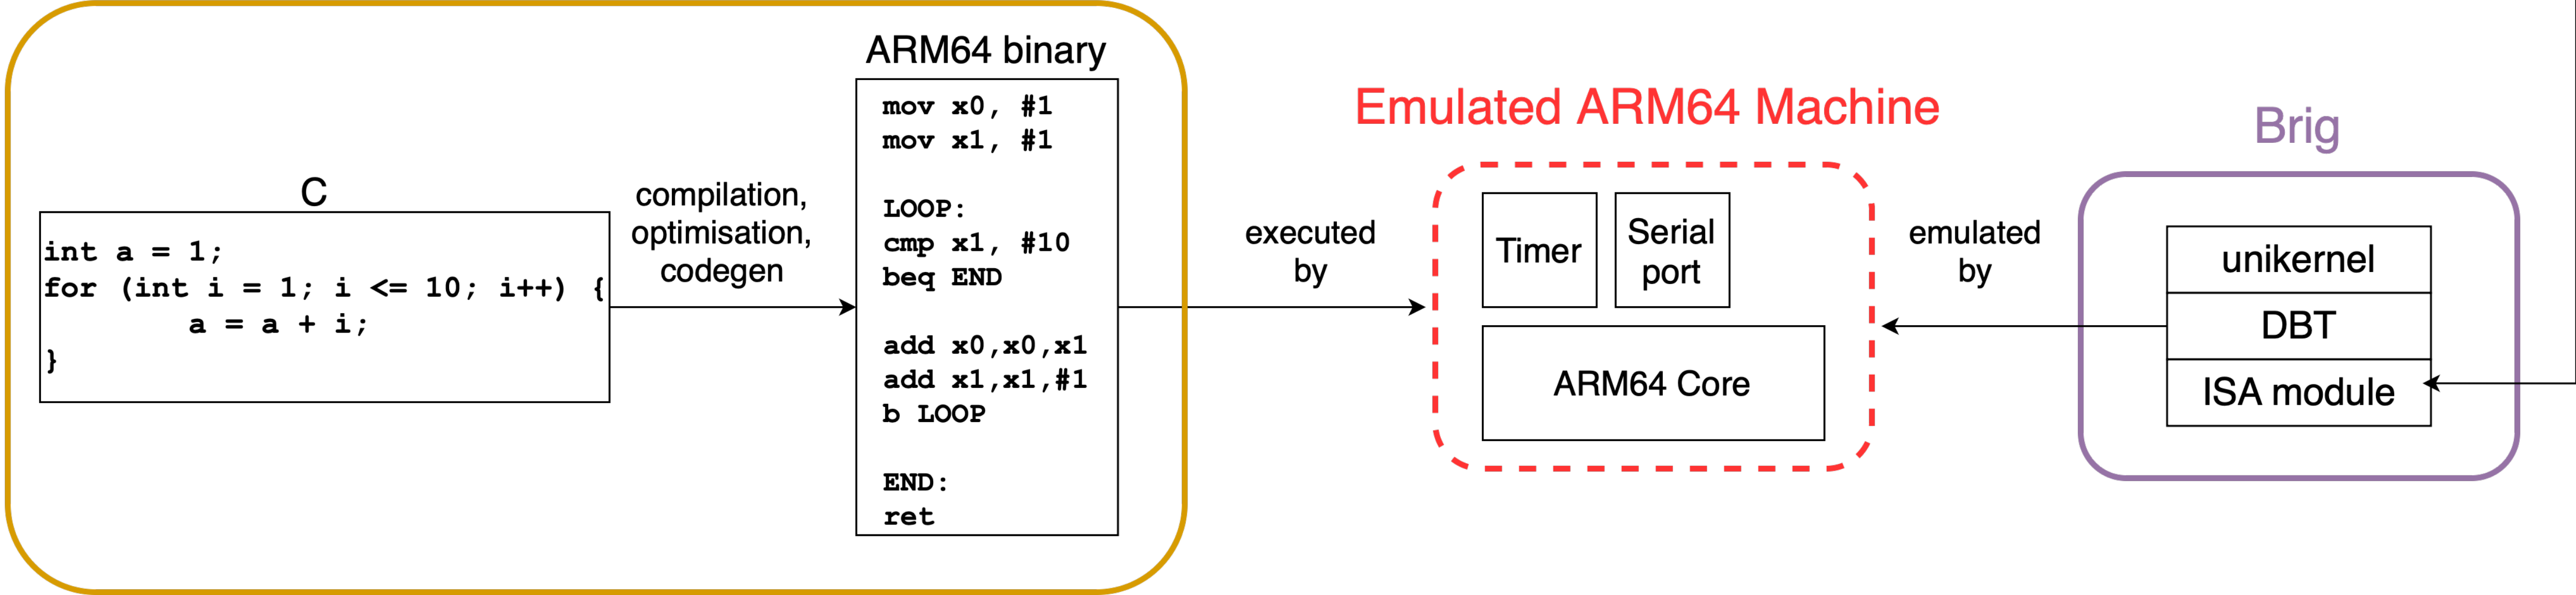 C
int a = 1;
for (int i = 1; i <= 10; i++) {
a = a + i;
}
compilation,
optimisation,
codegen
ARM64 binary
mov x0, #1
mov x1, #1
LOOP:
cmp x1, #10
beq END
add x0,x0,x1
add x1,x1,#1
b LOOP
END:
ret
executed
by
Emulated ARM64 Machine
Timer
Serial
port
ARM64 Core
emulated
by
Brig
unikernel
DBT
ISA module